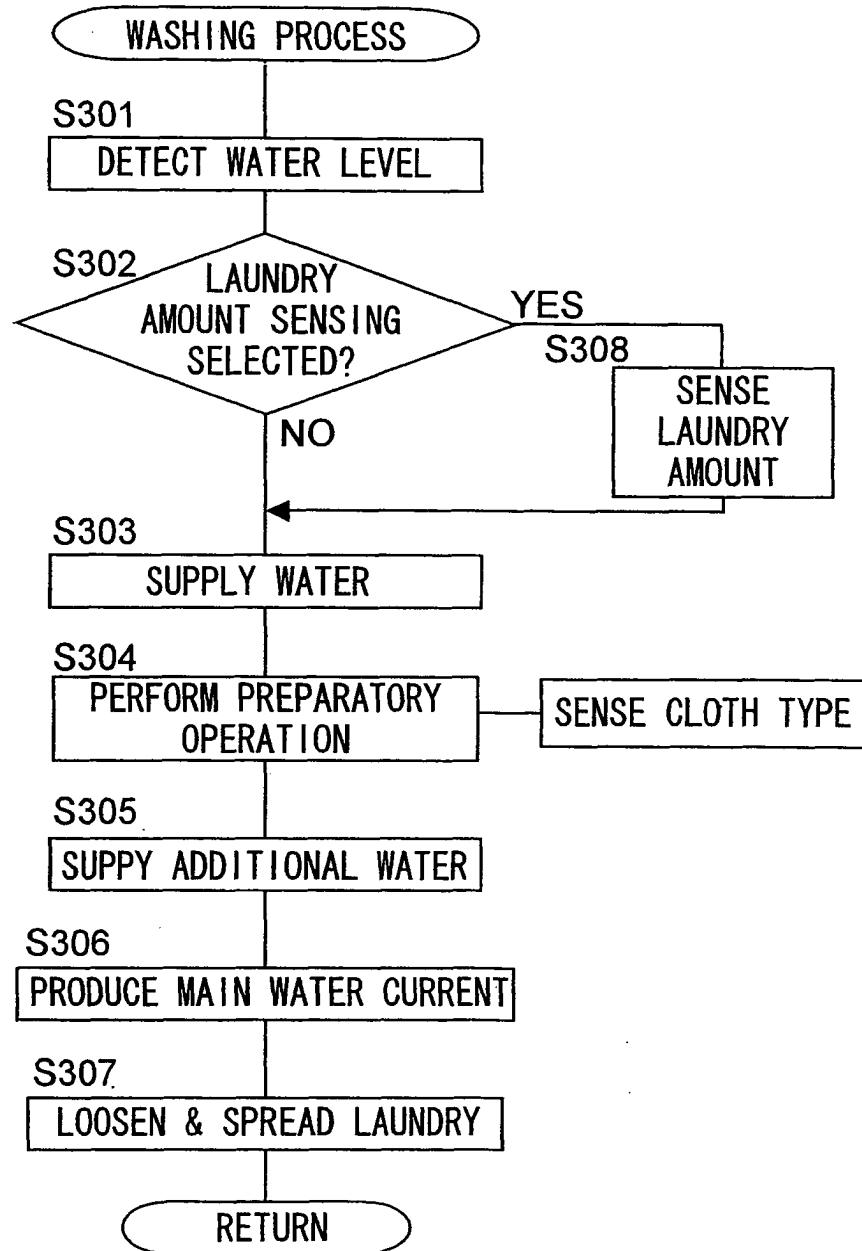 WASHING PROCESS
S301
DETECT WATER LEVEL
S302
LAUNDRY
AMOUNT SENSING
SELECTED?
YES
S308
SENSE
LAUNDRY
AMOUNT
NO
S303
SUPPLY WATER
S304
PERFORM PREPARATORY
OPERATION
SENSE CLOTH TYPE
S305
SUPPY ADDITIONAL WATER
S306
PRODUCE MAIN WATER CURRENT
S307
LOOSEN & SPREAD LAUNDRY
RETURN